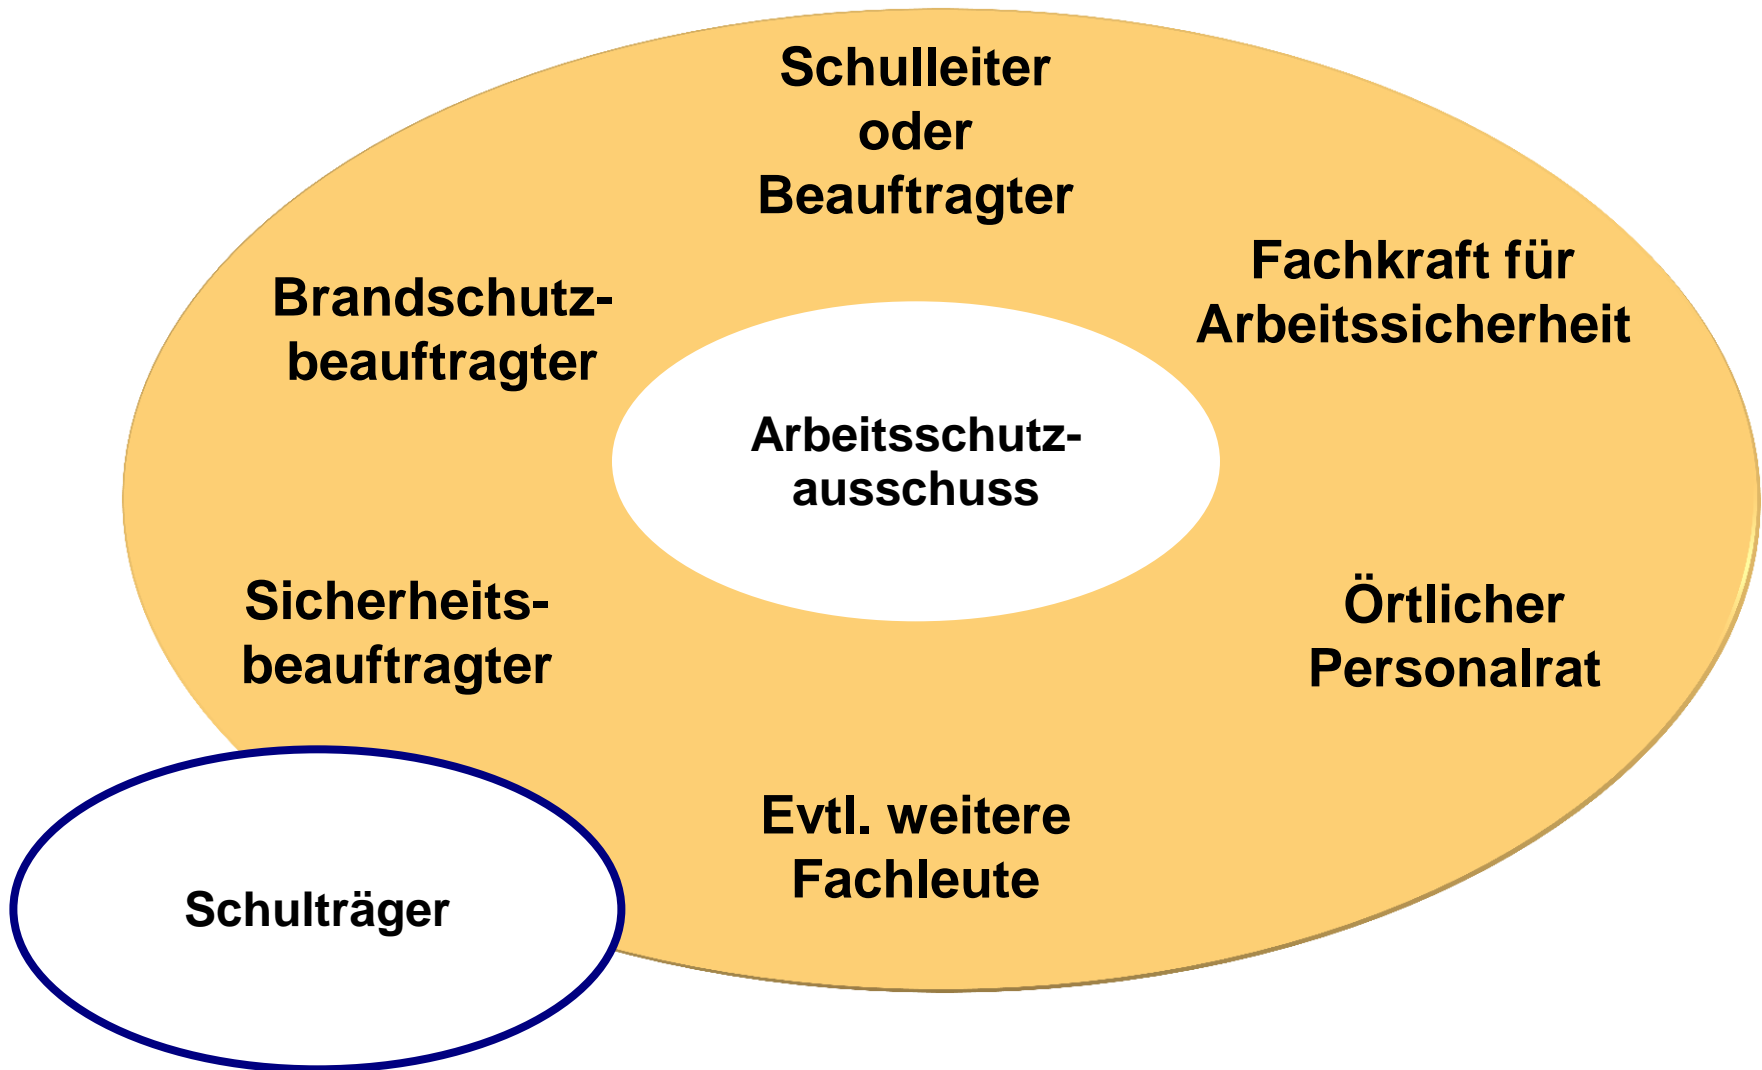 Schulleiter
oder
Beauftragter
Fachkraft für
Arbeitssicherheit
Brandschutz-
beauftragter
Arbeitsschutz-
ausschuss
Sicherheits-
beauftragter
Örtlicher
Personalrat
Evtl. weitere
Fachleute
Schulträger